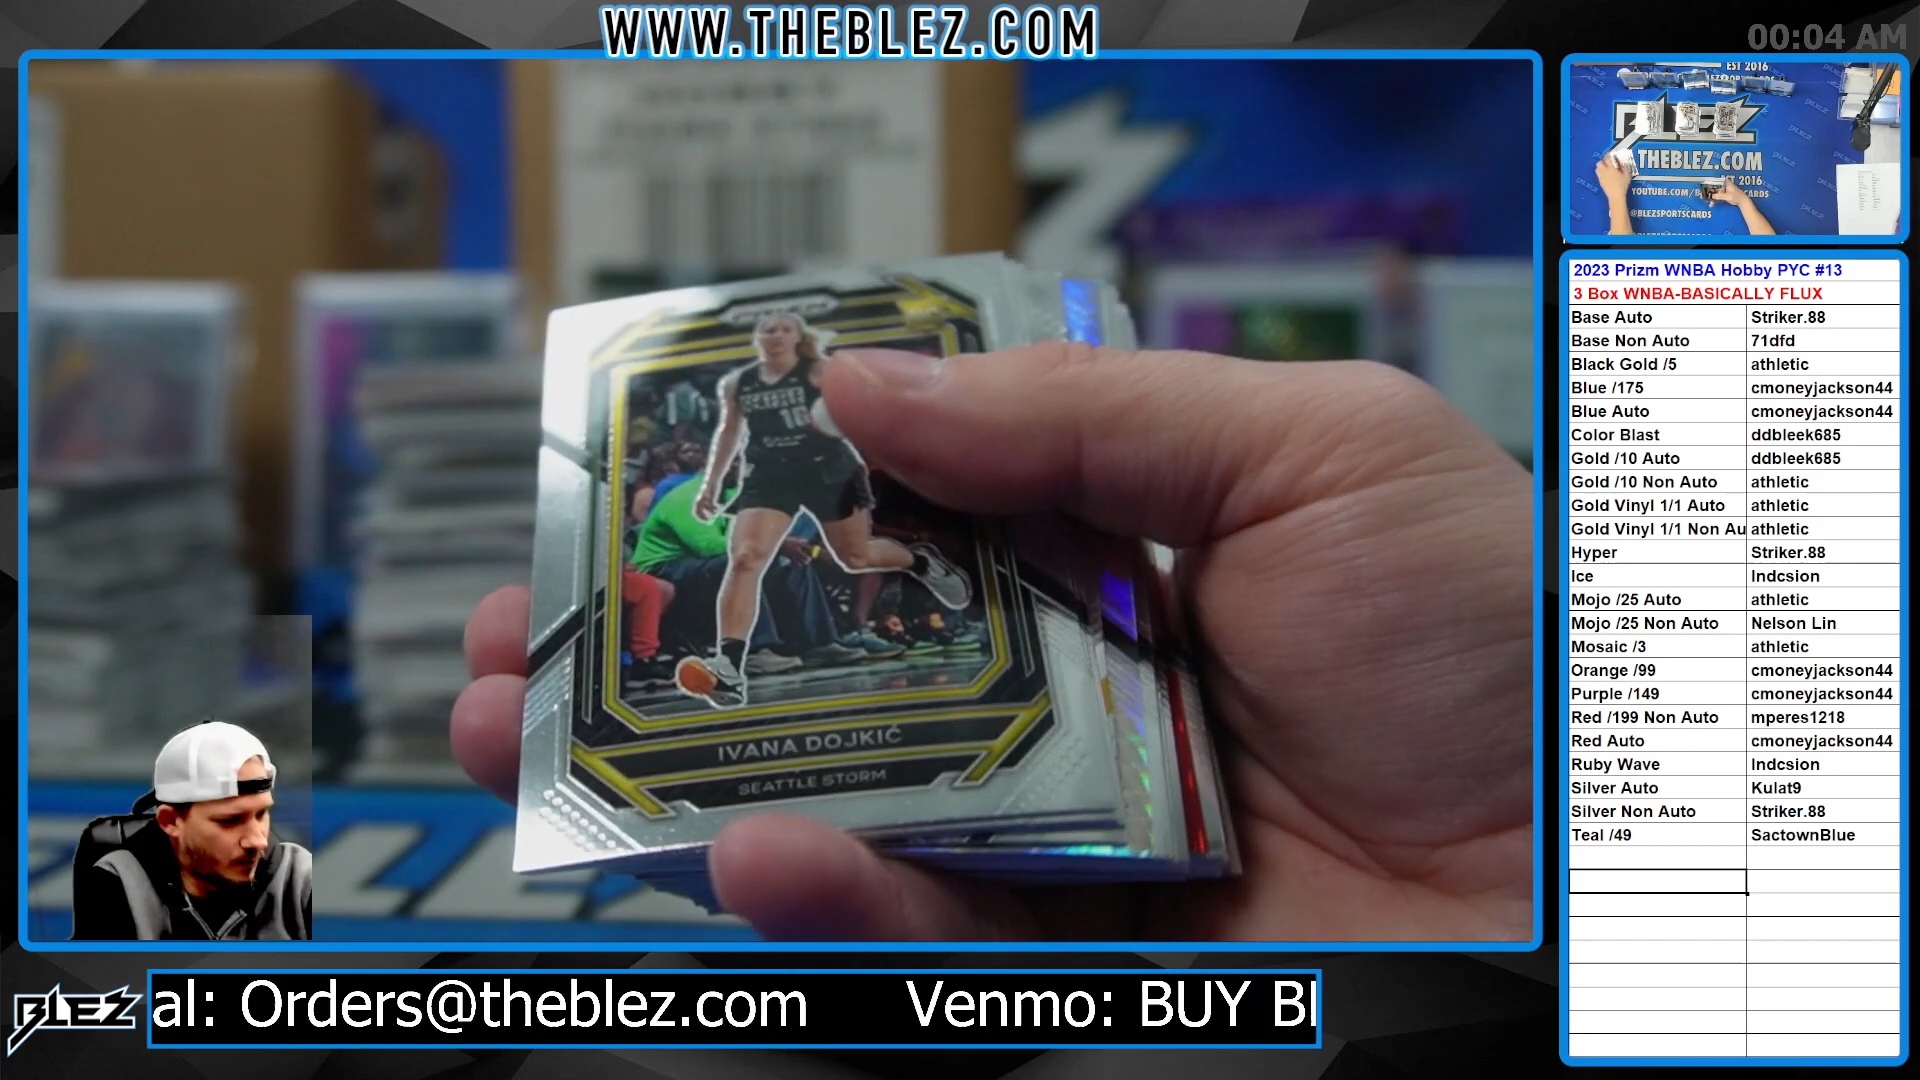 WWW.THEBLEZ.COM
00:04 AM
EST 2016
BLEZ
THEBLEZ.COM
EST 2016
@BLEZSPORTSCARDS
2023 Prizm WNBA Hobby PYC #13
3 Box WNBA-BASICALLY FLUX
Base Auto Striker.88
Base Non Auto 71dfd
Black Gold /5 athletic
Blue /175 cmoneyjackson44
Blue Auto cmoneyjackson44
Color Blast ddbleek685
Gold /10 Auto ddbleek685
Gold /10 Non Auto athletic
Gold Vinyl 1/1 Auto athletic
Gold Vinyl 1/1 Non Au athletic
Hyper Striker.88
Ice Indcsion
Mojo /25 Auto athletic
Mojo /25 Non Auto Nelson Lin
Mosaic /3 athletic
Orange /99 cmoneyjackson44
Purple /149 cmoneyjackson44
Red /199 Non Auto mperes1218
Red Auto cmoneyjackson44
Ruby Wave Indcsion
Silver Auto Kulat9
Silver Non Auto Striker.88
Teal /49 SactownBlue
10
IVANA DOJKIĆ
SEATTLE STORM
BLEZ
al: Orders@theblez.com Venmo: BUY Bl